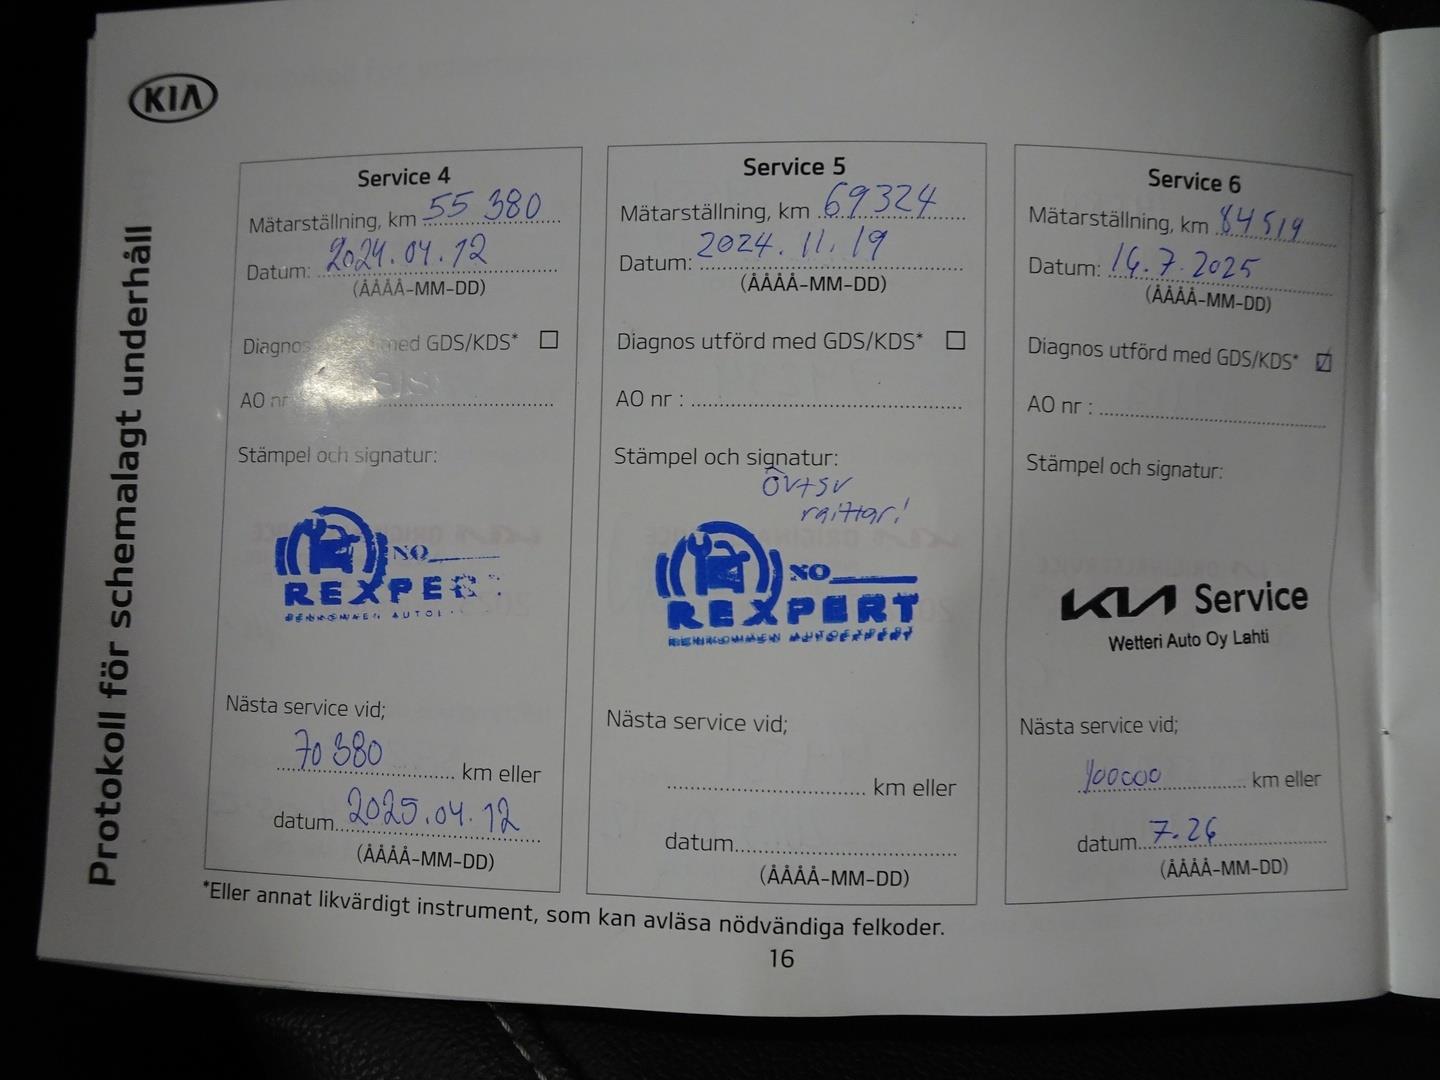 KIA
Protokoll för schemalagt underhåll
Service 4
Mätarställning, km 55 380
Datum: 2024.04.12
(ÅÅÅÅ-MM-DD)
Diagnos med GDS/KDS*
AO nr
Stämpel och signatur:
NO
REXPER
Nästa service vid;
70 380 km eller
datum 2025.04.12
(ÅÅÅÅ-MM-DD)
Service 5
Mätarställning, km 69324
Datum: 2024.11.19
(ÅÅÅÅ-MM-DD)
Diagnos utförd med GDS/KDS*
AO nr :
Stämpel och signatur:
NO
REXPERT
Nästa service vid;
km eller
datum
(ÅÅÅÅ-MM-DD)
Service 6
Mätarställning, km 84519
Datum: 16.7.2025
(ÅÅÅÅ-MM-DD)
Diagnos utförd med GDS/KDS*
AO nr :
Stämpel och signatur:
KIA Service
Wetteri Auto Oy Lahti
Nästa service vid;
100000 km eller
datum 7.26
(ÅÅÅÅ-MM-DD)
*Eller annat likvärdigt instrument, som kan avläsa nödvändiga felkoder.
16